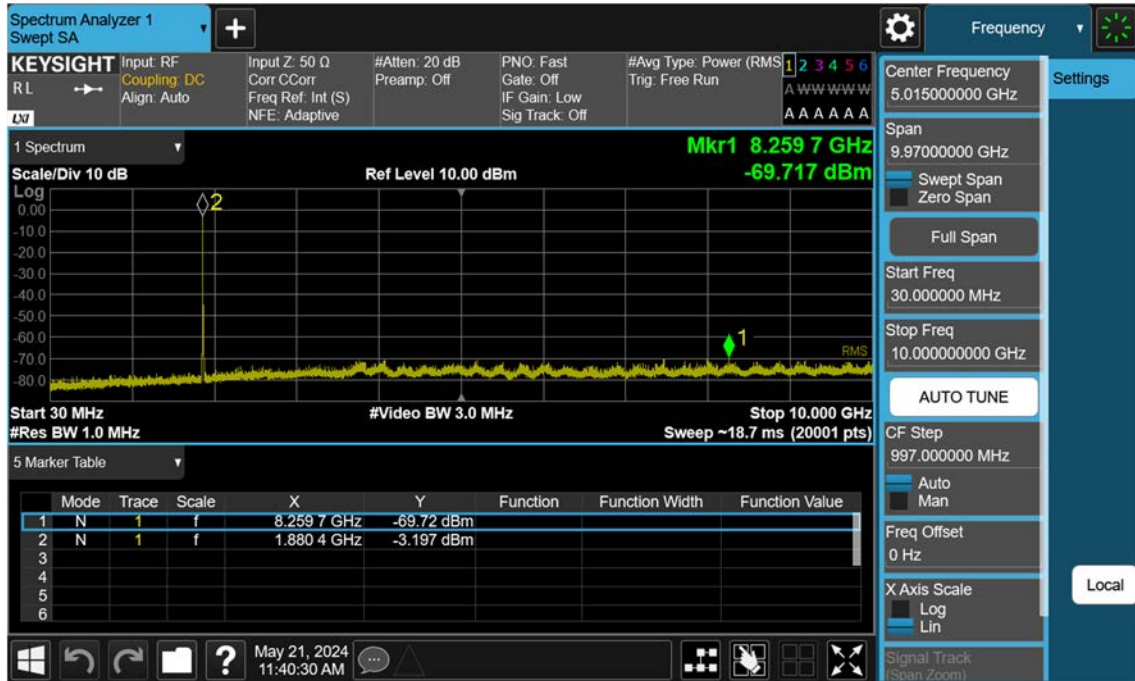 Spectrum Analyzer 1
Swept SA
Frequency
KEYSIGHT
R L
LXI
Input: RF
Coupling: DC
Align: Auto
Input Z: 50 Ω
Corr CCorr
Freq Ref: Int (S)
NFE: Adaptive
#Atten: 20 dB
Preamp: Off
PNO: Fast
Gate: Off
IF Gain: Low
Sig Track: Off
#Avg Type: Power (RMS
Trig: Free Run
1 2 3 4 5 6
A W W W W W
A A A A A A
1 Spectrum
Mkr1 8.259 7 GHz
Scale/Div 10 dB
Ref Level 10.00 dBm
-69.717 dBm
Log
0.00
-10.0
-20.0
-30.0
-40.0
-50.0
-60.0
-70.0
-80.0
2
1
RMS
Start 30 MHz
#Video BW 3.0 MHz
Stop 10.000 GHz
#Res BW 1.0 MHz
Sweep ~18.7 ms (20001 pts)
5 Marker Table
Mode Trace Scale X Y Function Function Width Function Value
1 N 1 f 8.259 7 GHz -69.72 dBm
2 N 1 f 1.880 4 GHz -3.197 dBm
3
4
5
6
May 21, 2024
11:40:30 AM
?
Center Frequency
5.015000000 GHz
Settings
Span
9.97000000 GHz
Swept Span
Zero Span
Full Span
Start Freq
30.000000 MHz
Stop Freq
10.000000000 GHz
AUTO TUNE
CF Step
997.000000 MHz
Auto
Man
Freq Offset
0 Hz
X Axis Scale
Log
Lin
Local
Signal Track
(Span Zoom)